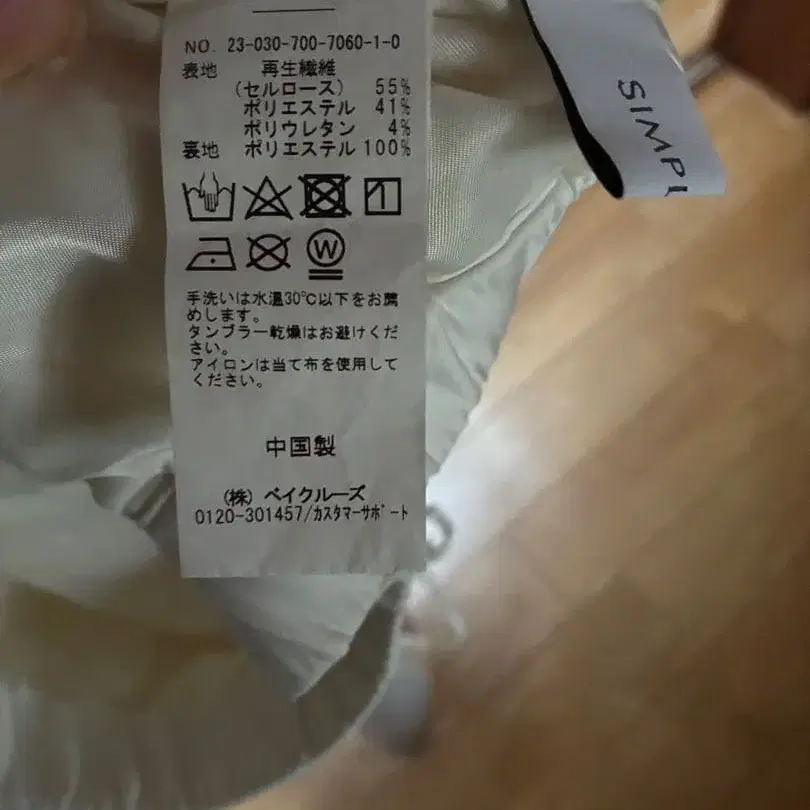 NO. 23-030-700-7060-1-0
表地 再生繊維
(セルロース) 55%
ポリエステル 41%
ポリウレタン 4%
裏地 ポリエステル 100%
W
手洗いは水温30℃以下をお薦
めします。
タンブラー乾燥はお避けくだ
さい。
アイロンは当て布を使用して
ください。
中国製
(株) ベイクルーズ
0120-301457/カスタマーサポート
SIMPL